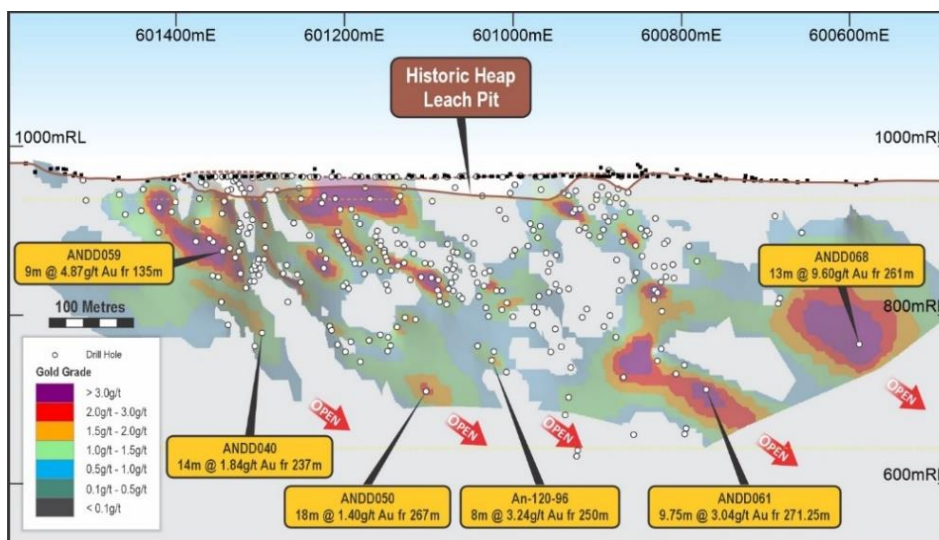 601400mE
601200mE
601000mE
600800mE
600600mE
Historic Heap
Leach Pit
1000mRL
1000mRL
ANDD059
9m @ 4.87g/t Au fr 135m
ANDD068
13m @ 9.60g/t Au fr 261m
100 Metres
800mRL
Drill Hole
Gold Grade
> 3.0g/t
2.0g/t - 3.0g/t
1.5g/t - 2.0g/t
1.0g/t - 1.5g/t
0.5g/t - 1.0g/t
0.1g/t - 0.5g/t
< 0.1g/t
OPEN
OPEN
OPEN
OPEN
OPEN
ANDD040
14m @ 1.84g/t Au fr 237m
600mRL
ANDD050
18m @ 1.40g/t Au fr 267m
An-120-96
8m @ 3.24g/t Au fr 250m
ANDD061
9.75m @ 3.04g/t Au fr 271.25m